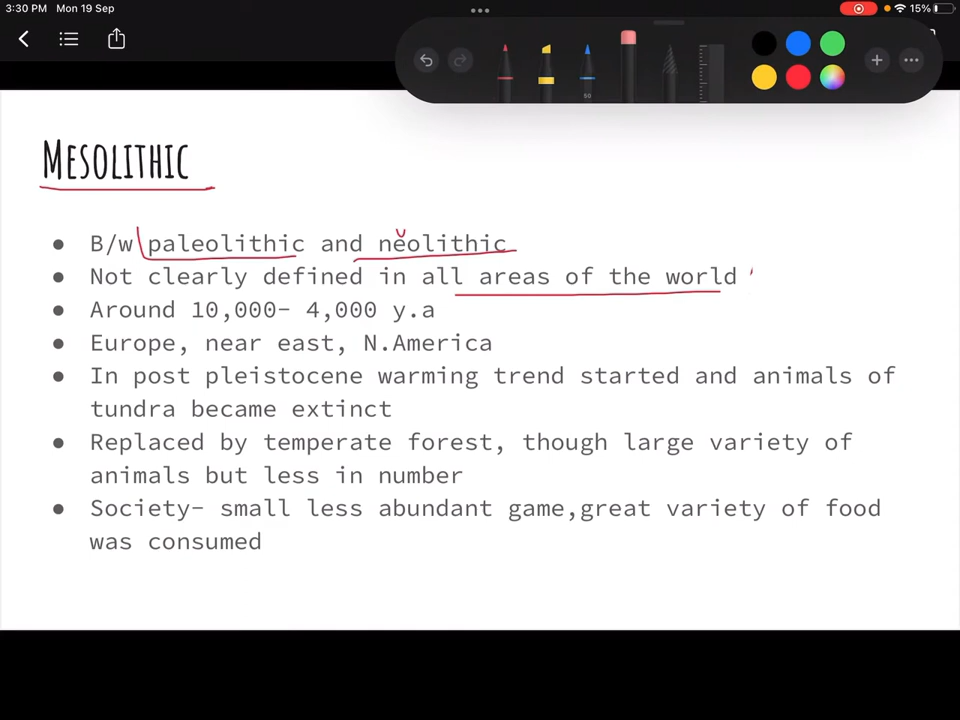 3:30 PM Mon 19 Sep
15%
50
MESOLITHIC
● B/w paleolithic and neolithic
● Not clearly defined in all areas of the world
● Around 10,000- 4,000 y.a
● Europe, near east, N.America
● In post pleistocene warming trend started and animals of
tundra became extinct
● Replaced by temperate forest, though large variety of
animals but less in number
● Society- small less abundant game,great variety of food
was consumed